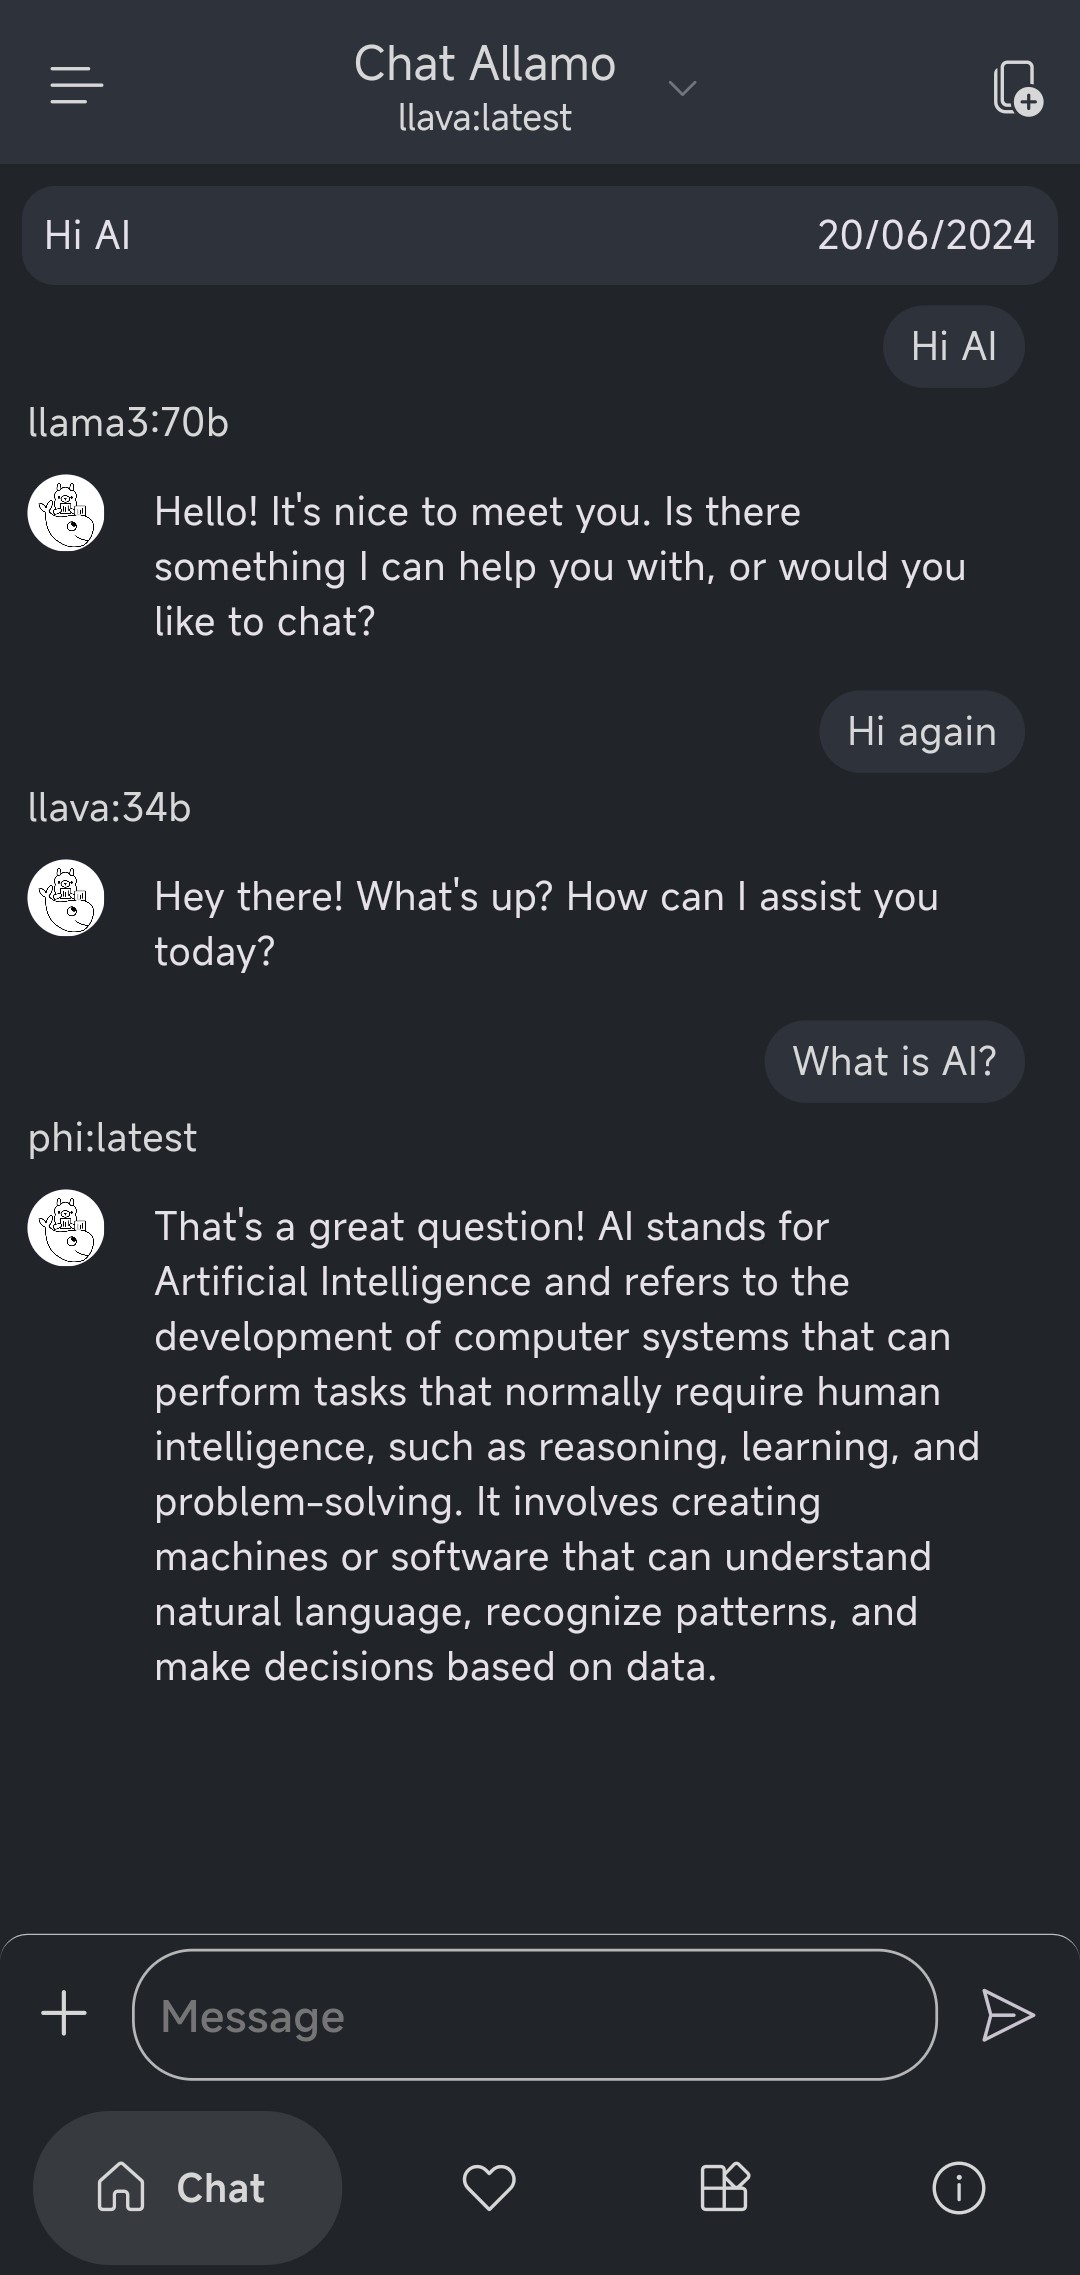 Chat Allamo
llava:latest
Hi AI 20/06/2024
Hi AI
llama3:70b
Hello! It's nice to meet you. Is there
something I can help you with, or would you
like to chat?
Hi again
llava:34b
Hey there! What's up? How can I assist you
today?
What is AI?
phi:latest
That's a great question! AI stands for
Artificial Intelligence and refers to the
development of computer systems that can
perform tasks that normally require human
intelligence, such as reasoning, learning, and
problem-solving. It involves creating
machines or software that can understand
natural language, recognize patterns, and
make decisions based on data.
Message
Chat